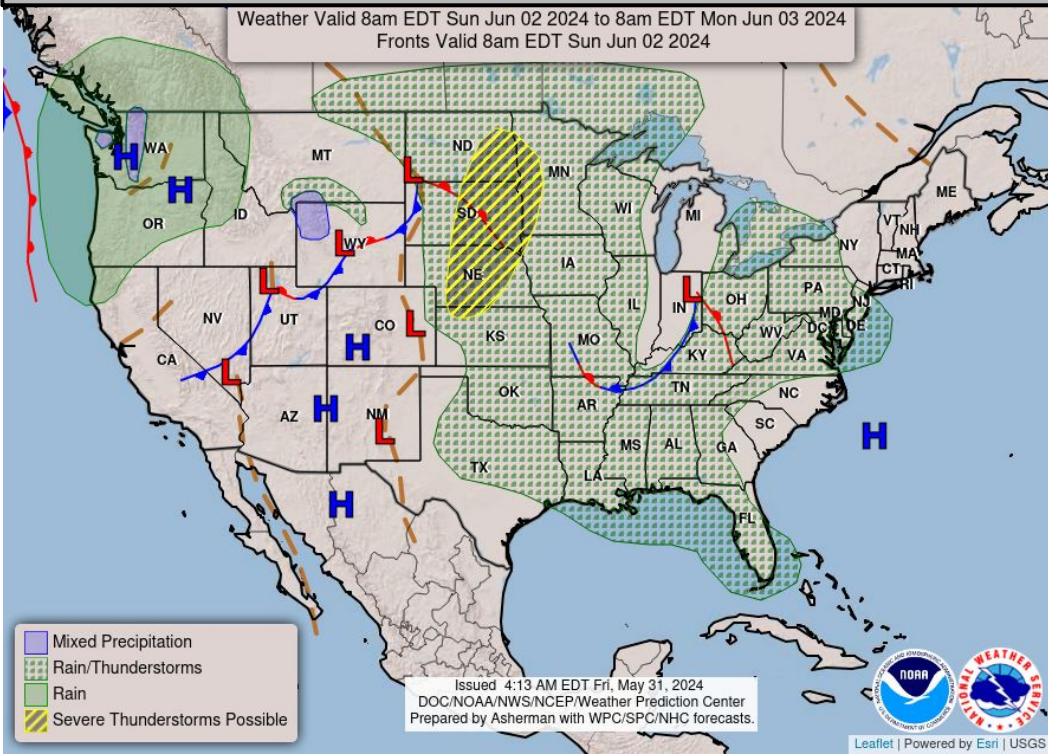 Weather Valid 8am EDT Sun Jun 02 2024 to 8am EDT Mon Jun 03 2024
Fronts Valid 8am EDT Sun Jun 02 2024
WA
H
H
OR
ID
MT
L
ND
SD
MN
WI
MI
ME
VT
NH
NY
MA
CT
RI
L
WY
NE
IA
L
NV
UT
CO
L
H
KS
IL
L
IN
OH
PA
NJ
MD
DC
DE
WV
VA
KY
MO
CA
L
AZ
H
NM
L
OK
AR
TN
NC
SC
H
MS
AL
GA
TX
LA
H
FL
Mixed Precipitation
Rain/Thunderstorms
Rain
Severe Thunderstorms Possible
Issued 4:13 AM EDT Fri, May 31, 2024
DOC/NOAA/NWS/NCEP/Weather Prediction Center
Prepared by Asherman with WPC/SPC/NHC forecasts.
NOAA
NATIONAL WEATHER SERVICE
Leaflet | Powered by Esri | USGS